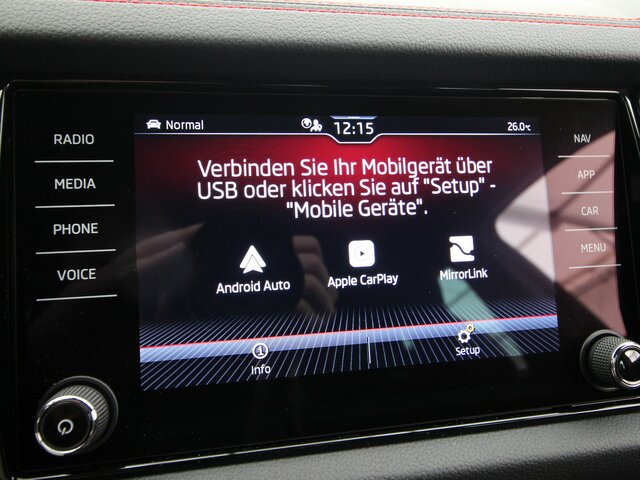 Normal
12:15
26.0°C
RADIO
MEDIA
PHONE
VOICE
NAV
APP
CAR
MENU
Verbinden Sie Ihr Mobilgerät über
USB oder klicken Sie auf "Setup" -
"Mobile Geräte".
Android Auto
Apple CarPlay
MirrorLink
Info
Setup